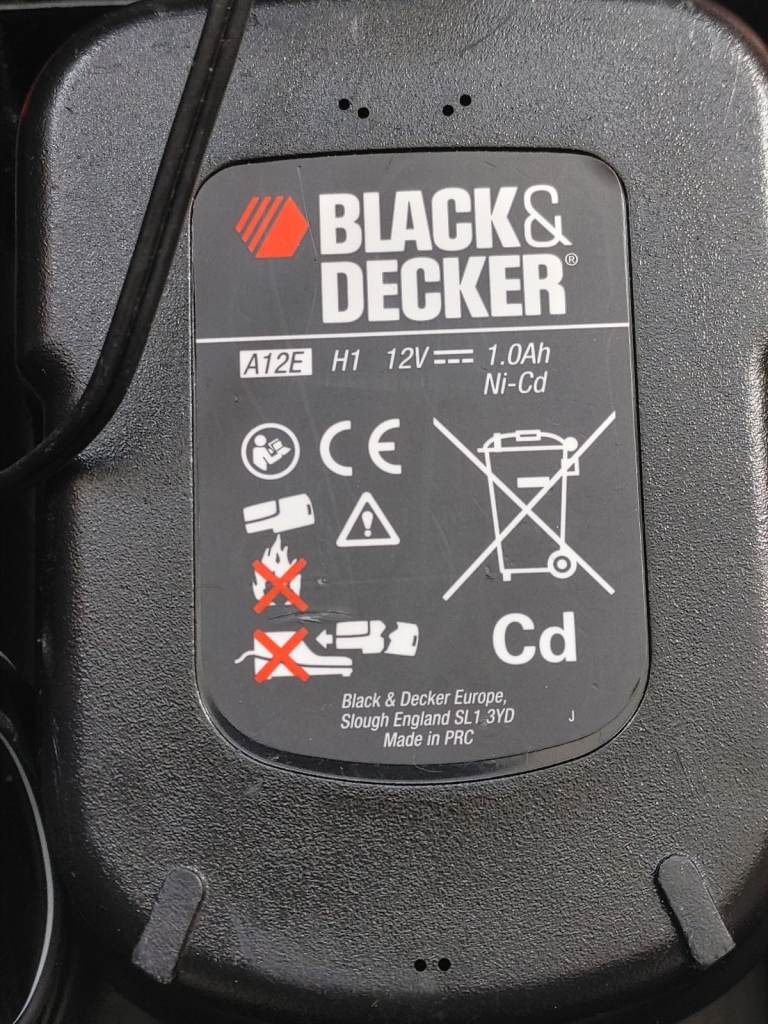 BLACK&
DECKER®
A12E H1 12V⎓ 1.0Ah
Ni-Cd
CE
Cd
Black & Decker Europe,
Slough England SL1 3YD J
Made in PRC